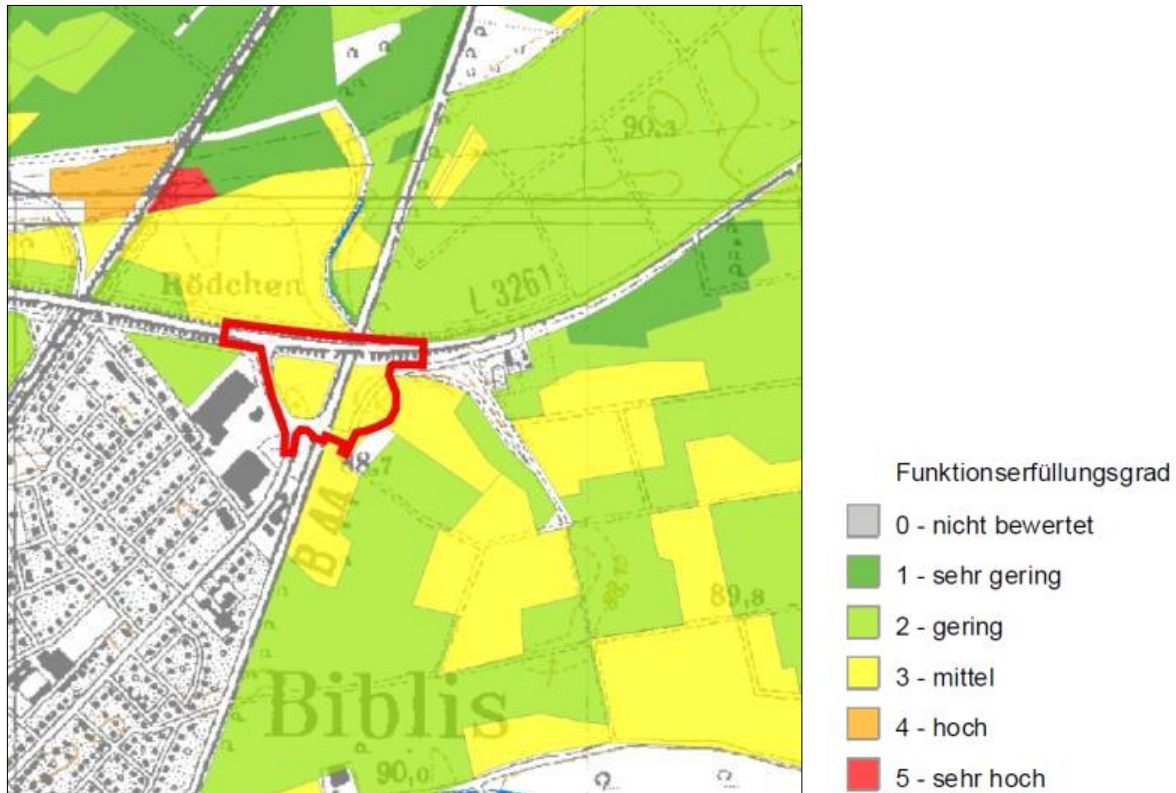 90,3
Rödchen
L 3261
88,7
B 44
89,8
Biblis
90,0
Funktionserfüllungsgrad
0 - nicht bewertet
1 - sehr gering
2 - gering
3 - mittel
4 - hoch
5 - sehr hoch